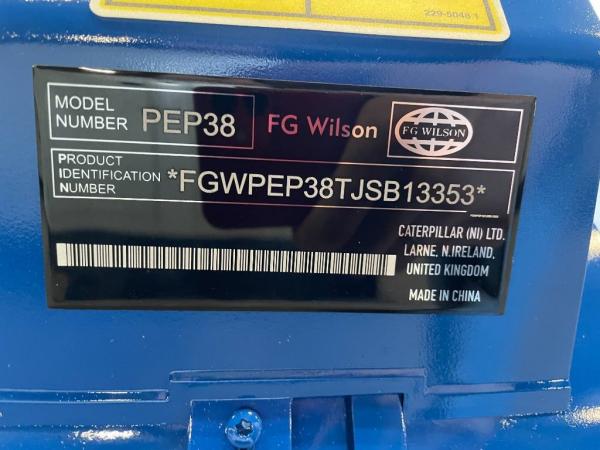 229-5048 1
MODEL NUMBER PEP38 FG Wilson FG WILSON
PRODUCT
IDENTIFICATION *FGWPEP38TJSB13353*
NUMBER
CATERPILLAR (NI) LTD.
LARNE, N.IRELAND,
UNITED KINGDOM
MADE IN CHINA